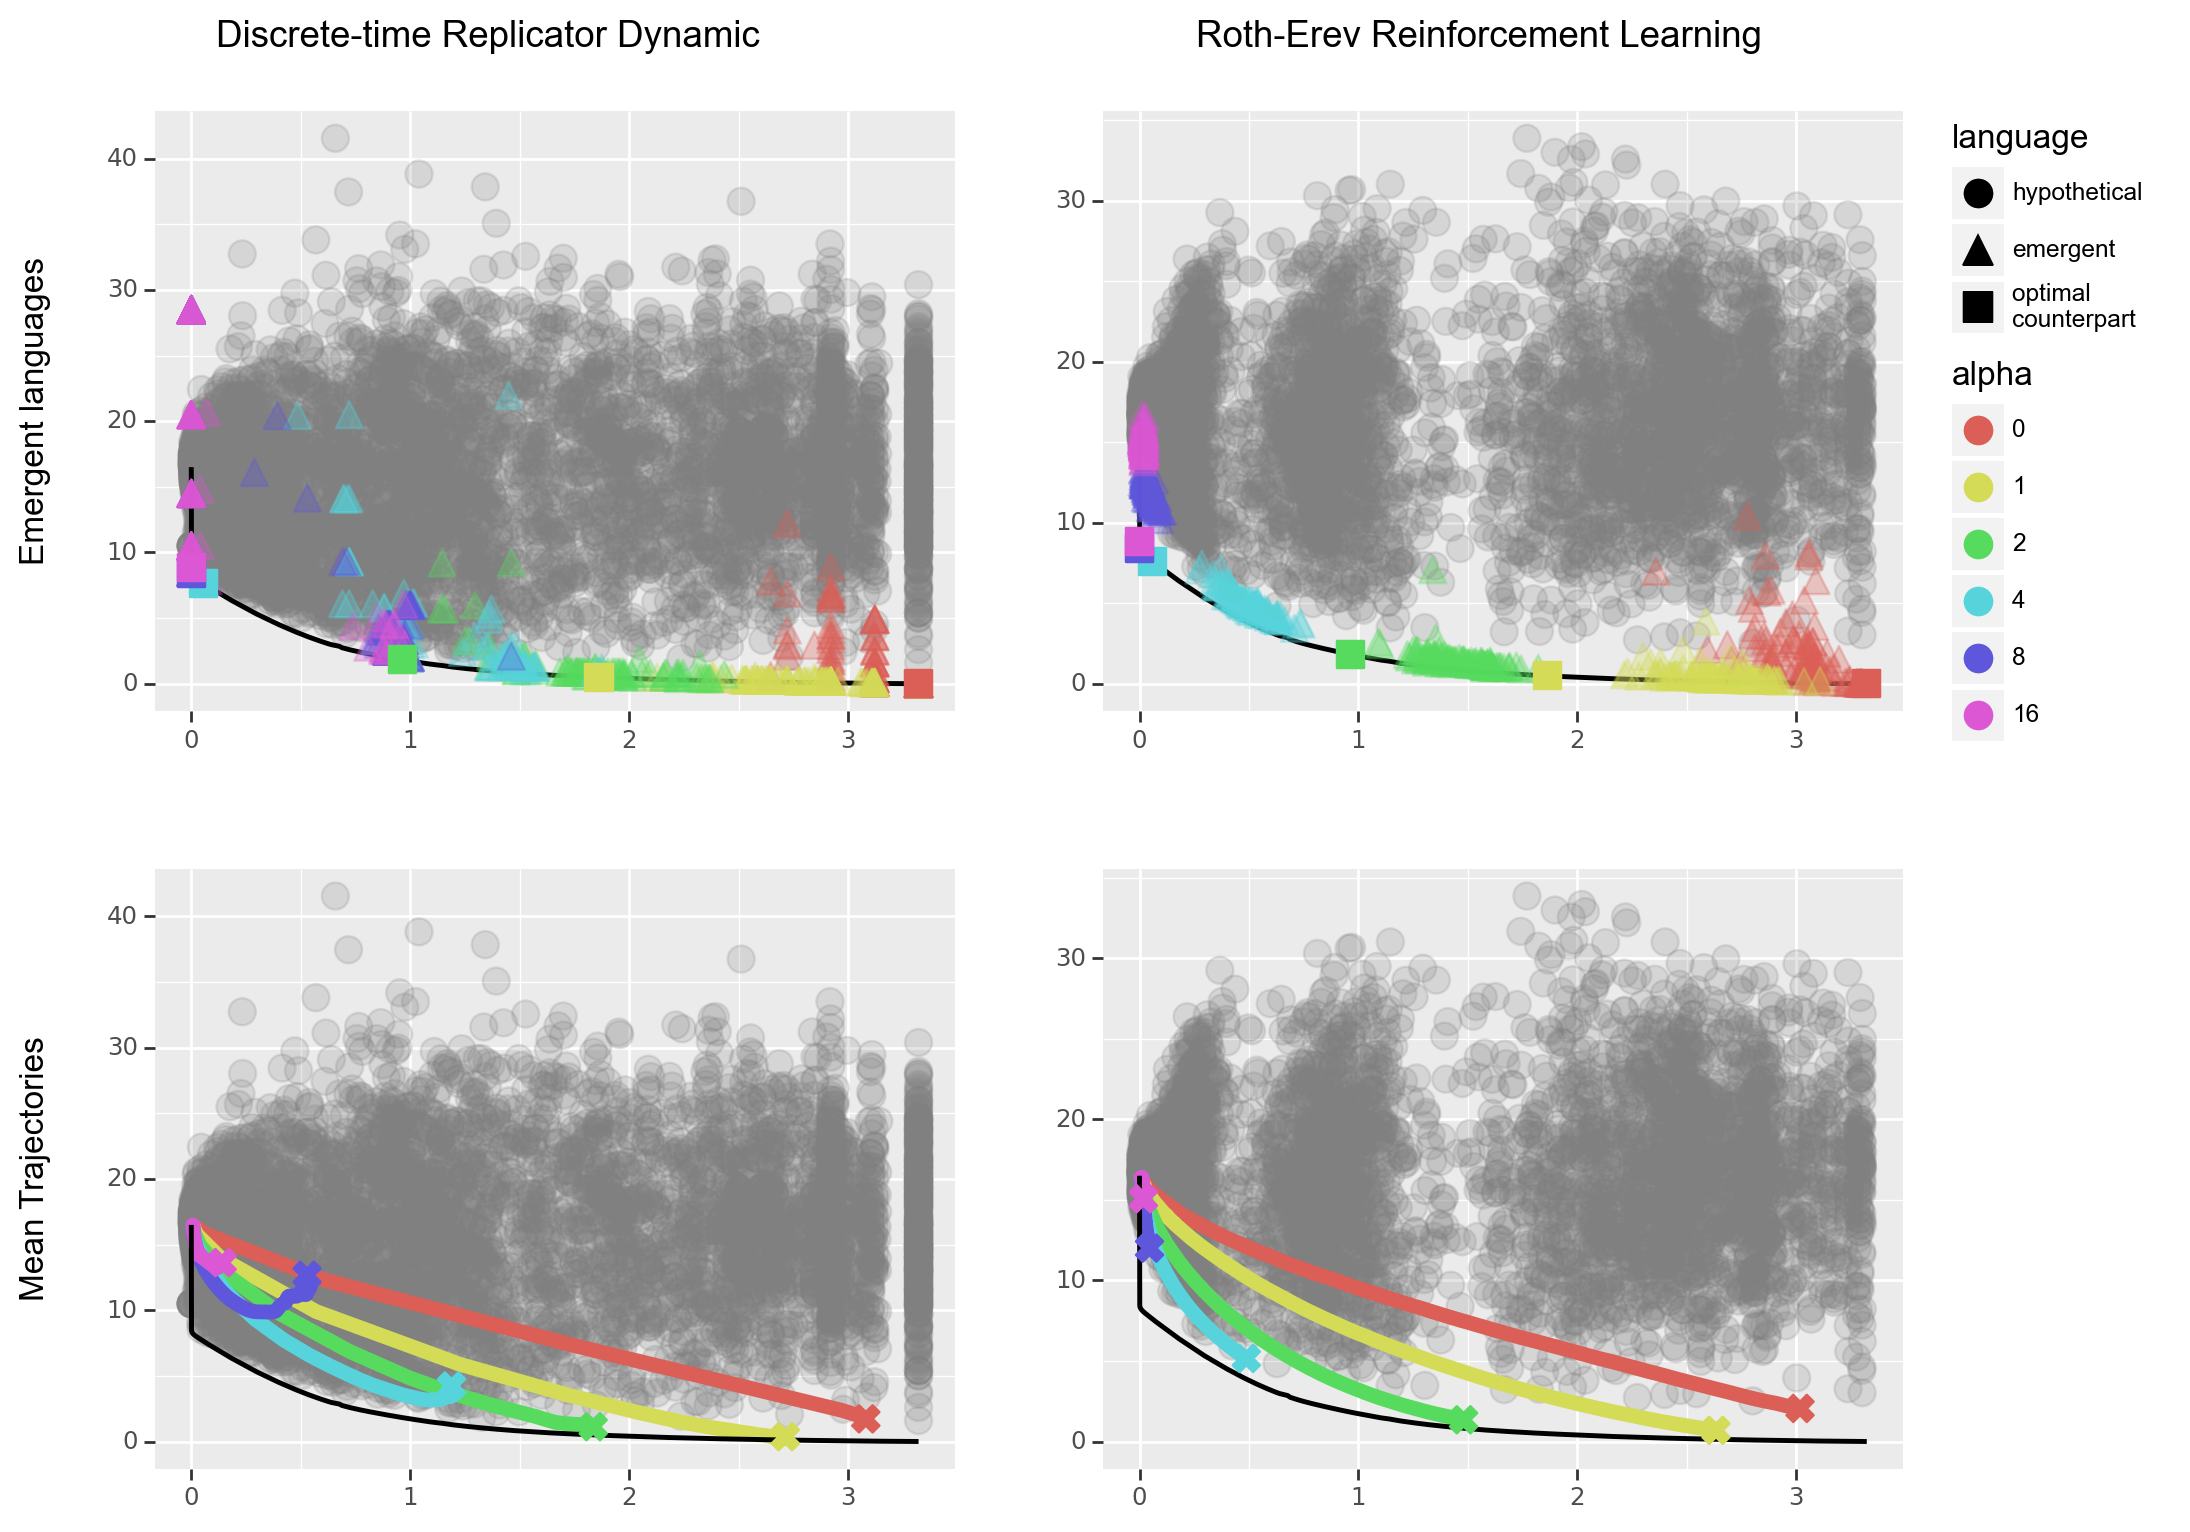 Discrete-time Replicator Dynamic
Roth-Erev Reinforcement Learning
Emergent languages
40
30
20
10
0
0 1 2 3
30
20
10
0
0 1 2 3
language
hypothetical
emergent
optimal
counterpart
alpha
0
1
2
4
8
16
Mean Trajectories
40
30
20
10
0
0 1 2 3
30
20
10
0
0 1 2 3